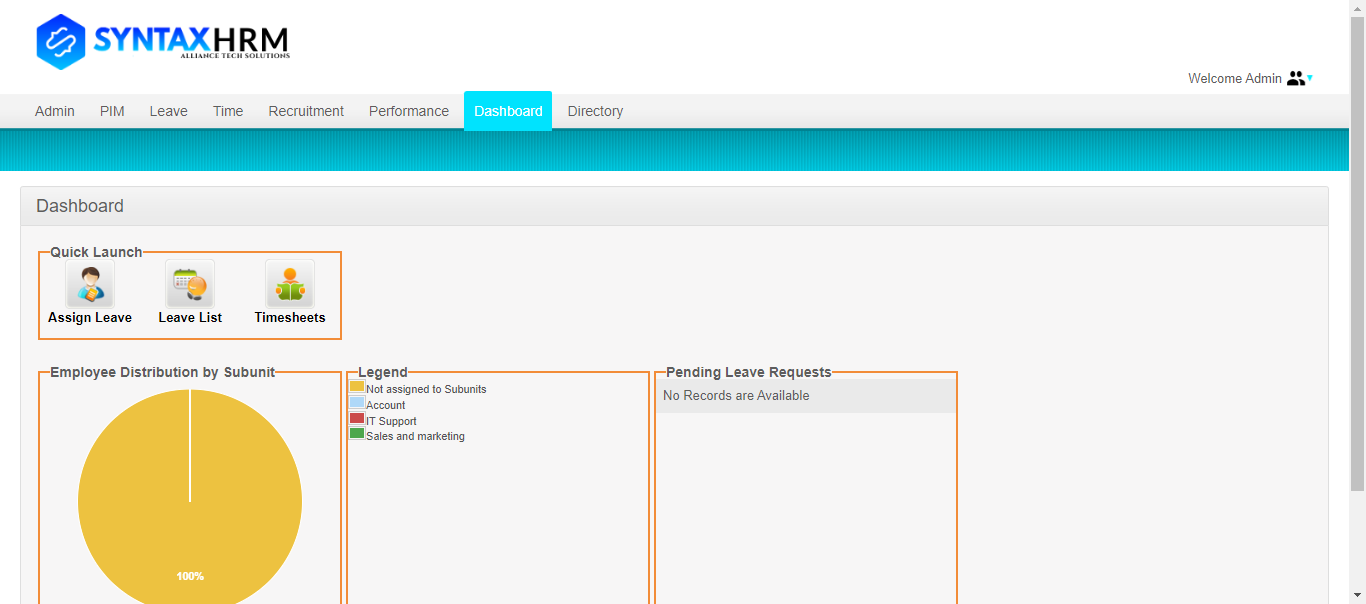 SYNTAXHRM
ALLIANCE TECH SOLUTIONS
Welcome Admin
Admin PIM Leave Time Recruitment Performance Dashboard Directory
Dashboard
Quick Launch
Assign Leave Leave List Timesheets
Employee Distribution by Subunit
100%
Legend
Not assigned to Subunits
Account
IT Support
Sales and marketing
Pending Leave Requests
No Records are Available